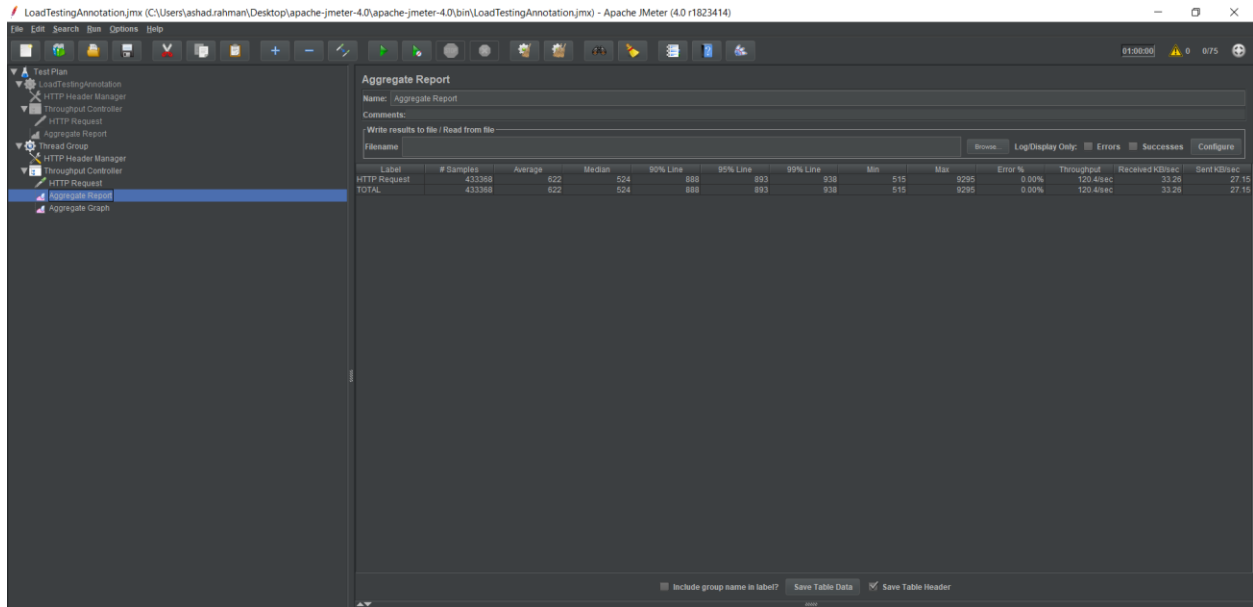 LoadTestingAnnotation.jmx (C:\Users\ashad.rahman\Desktop\apache-jmeter-4.0\apache-jmeter-4.0\bin\LoadTestingAnnotation.jmx) - Apache JMeter (4.0 r1823414)
File Edit Search Run Options Help
01:00:00 0 0/75
Test Plan
LoadTestingAnnotation
HTTP Header Manager
Throughput Controller
HTTP Request
Aggregate Report
Thread Group
HTTP Header Manager
Throughput Controller
HTTP Request
Aggregate Report
Aggregate Graph
Aggregate Report
Name: Aggregate Report
Comments:
Write results to file / Read from file
Filename Browse... Log/Display Only: Errors Successes Configure
Label # Samples Average Median 90% Line 95% Line 99% Line Min Max Error % Throughput Received KB/sec Sent KB/sec
HTTP Request 433368 622 524 888 893 938 515 9295 0.00% 120.4/sec 33.26 27.15
TOTAL 433368 622 524 888 893 938 515 9295 0.00% 120.4/sec 33.26 27.15
Include group name in label? Save Table Data Save Table Header